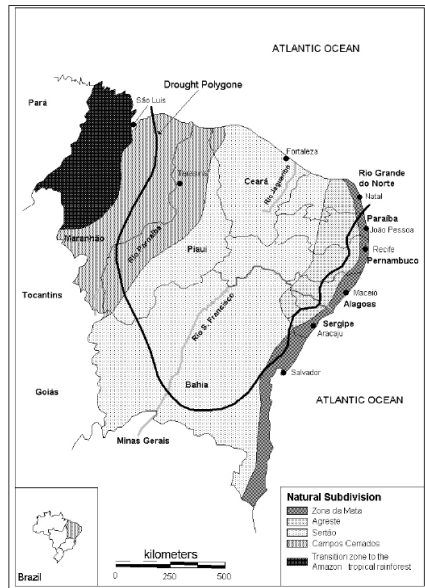 ATLANTIC OCEAN
Drought Polygone
Pará
São Luís
Fortaleza
Rio Grande
do Norte
Teresina
Ceará
Rio Jaguaribe
Natal
Paraíba
João Pessoa
Maranhão
Rio Parnaíba
Piauí
Recife
Pernambuco
Tocantins
Rio S. Francisco
Maceió
Alagoas
Sergipe
Aracaju
Goiás
Bahia
Salvador
ATLANTIC OCEAN
Minas Gerais
Natural Subdivision
Zona da Mata
Agreste
Sertão
Campos Cerrados
Transition zone to the
Amazon tropical rainforest
kilometers
0 250 500
Brazil